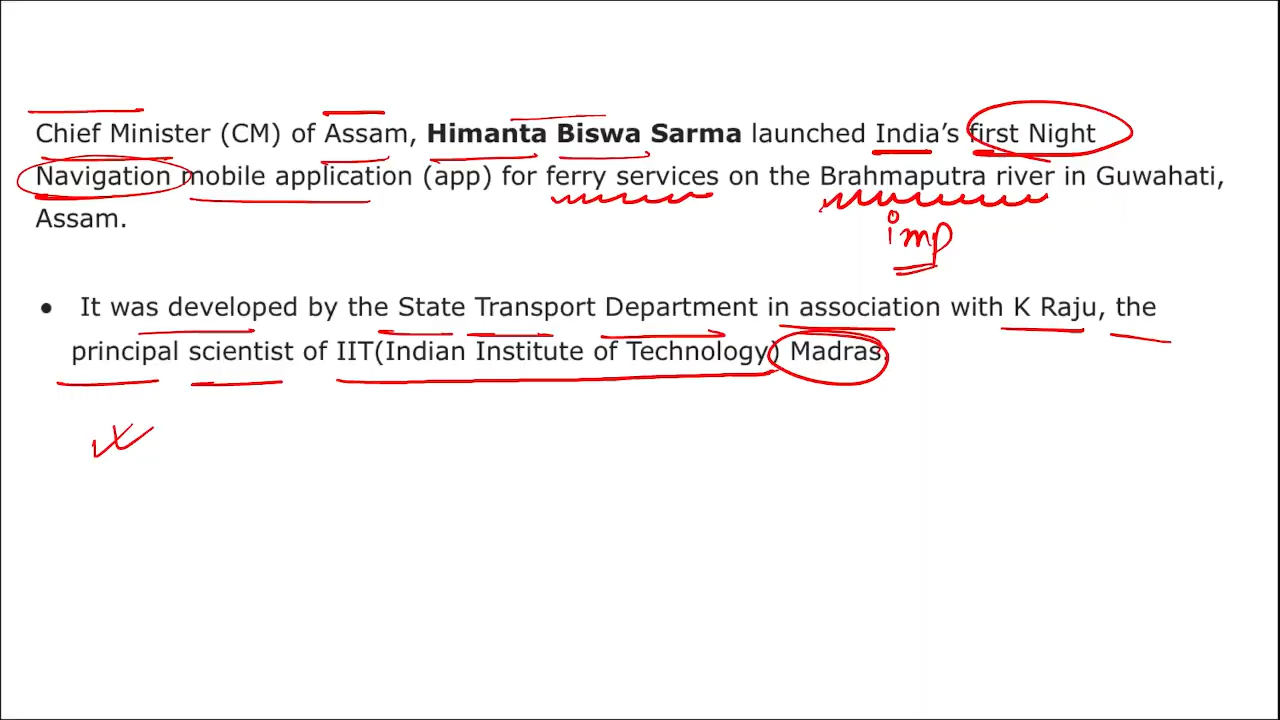 Chief Minister (CM) of Assam, Himanta Biswa Sarma launched India’s first Night
Navigation mobile application (app) for ferry services on the Brahmaputra river in Guwahati,
Assam.
imp
● It was developed by the State Transport Department in association with K Raju, the
principal scientist of IIT(Indian Institute of Technology) Madras.